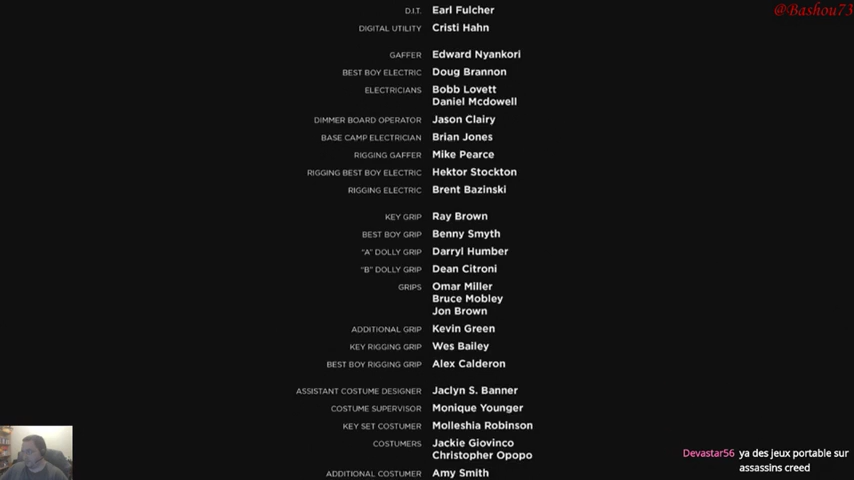 @Bashou73
D.I.T. Earl Fulcher
DIGITAL UTILITY Cristi Hahn
GAFFER Edward Nyankori
BEST BOY ELECTRIC Doug Brannon
ELECTRICIANS Bobb Lovett
Daniel Mcdowell
DIMMER BOARD OPERATOR Jason Clairy
BASE CAMP ELECTRICIAN Brian Jones
RIGGING GAFFER Mike Pearce
RIGGING BEST BOY ELECTRIC Hektor Stockton
RIGGING ELECTRIC Brent Bazinski
KEY GRIP Ray Brown
BEST BOY GRIP Benny Smyth
"A" DOLLY GRIP Darryl Humber
"B" DOLLY GRIP Dean Citroni
GRIPS Omar Miller
Bruce Mobley
Jon Brown
ADDITIONAL GRIP Kevin Green
KEY RIGGING GRIP Wes Bailey
BEST BOY RIGGING GRIP Alex Calderon
ASSISTANT COSTUME DESIGNER Jaclyn S. Banner
COSTUME SUPERVISOR Monique Younger
KEY SET COSTUMER Molleshia Robinson
COSTUMERS Jackie Giovinco
Christopher Opopo
ADDITIONAL COSTUMER Amy Smith
Devastar56 ya des jeux portable sur
assassins creed